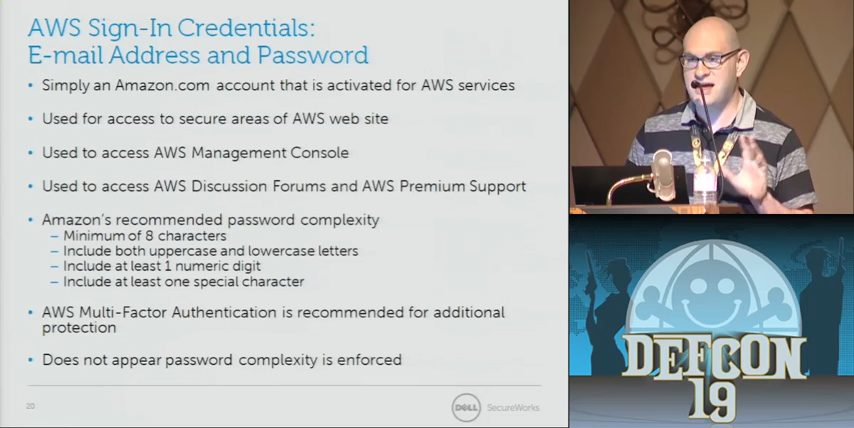 AWS Sign-In Credentials:
E-mail Address and Password
• Simply an Amazon.com account that is activated for AWS services
• Used for access to secure areas of AWS web site
• Used to access AWS Management Console
• Used to access AWS Discussion Forums and AWS Premium Support
• Amazon's recommended password complexity
– Minimum of 8 characters
– Include both uppercase and lowercase letters
– Include at least 1 numeric digit
– Include at least one special character
• AWS Multi-Factor Authentication is recommended for additional
protection
• Does not appear password complexity is enforced
20
DELL SecureWorks
DEFCON
19